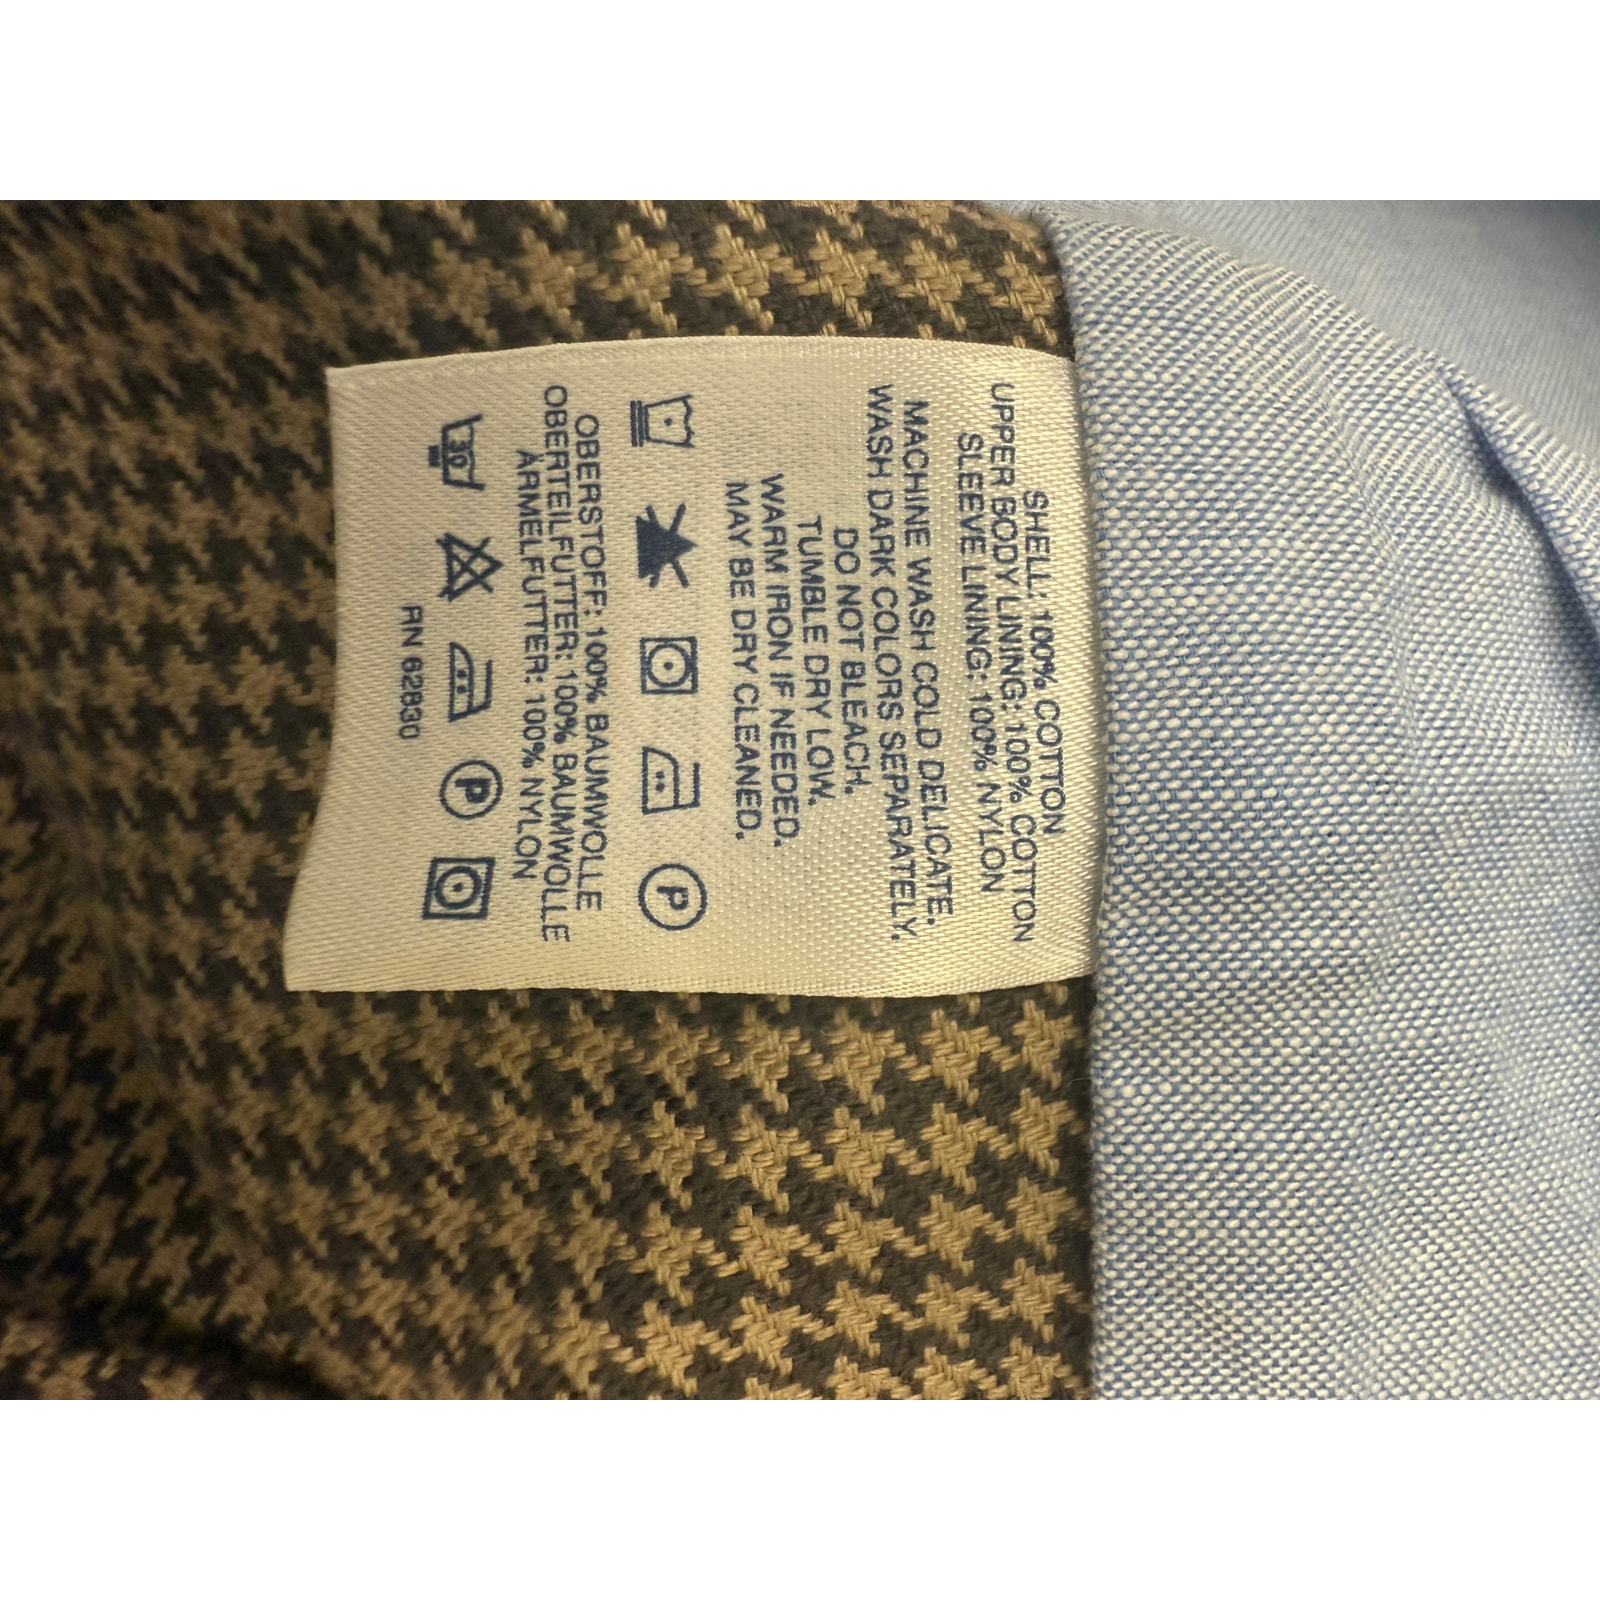 SHELL: 100% COTTON
UPPER BODY LINING: 100% COTTON
SLEEVE LINING: 100% NYLON
MACHINE WASH COLD DELICATE.
WASH DARK COLORS SEPARATELY.
DO NOT BLEACH.
TUMBLE DRY LOW.
WARM IRON IF NEEDED.
MAY BE DRY CLEANED.
P
OBERSTOFF: 100% BAUMWOLLE
OBERTEILFUTTER: 100% BAUMWOLLE
ÄRMELFUTTER: 100% NYLON
30 P
RN 62830